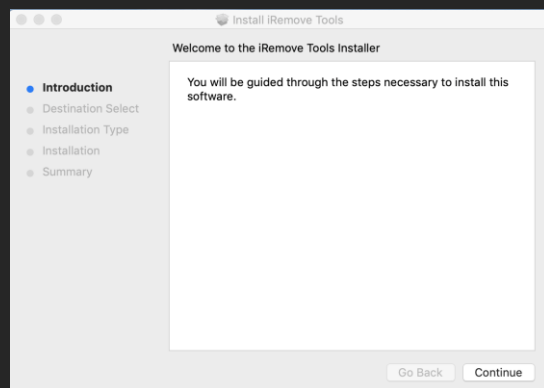 Install iRemove Tools
Welcome to the iRemove Tools Installer
Introduction
Destination Select
Installation Type
Installation
Summary
You will be guided through the steps necessary to install this
software.
Go Back
Continue